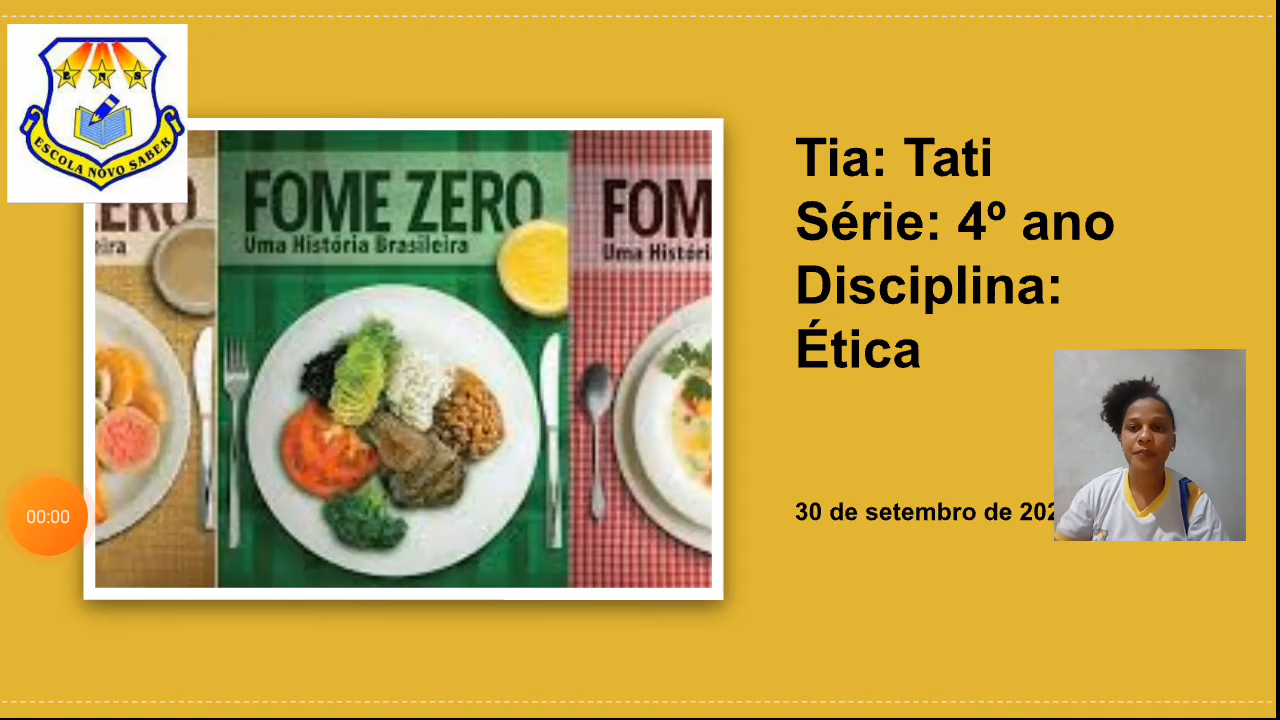 E N S
ESCOLA NOVO SABER
ERO
eira
FOME ZERO
Uma História Brasileira
FOM
Uma Históri
Tia: Tati
Série: 4º ano
Disciplina:
Ética
30 de setembro de 202
00:00